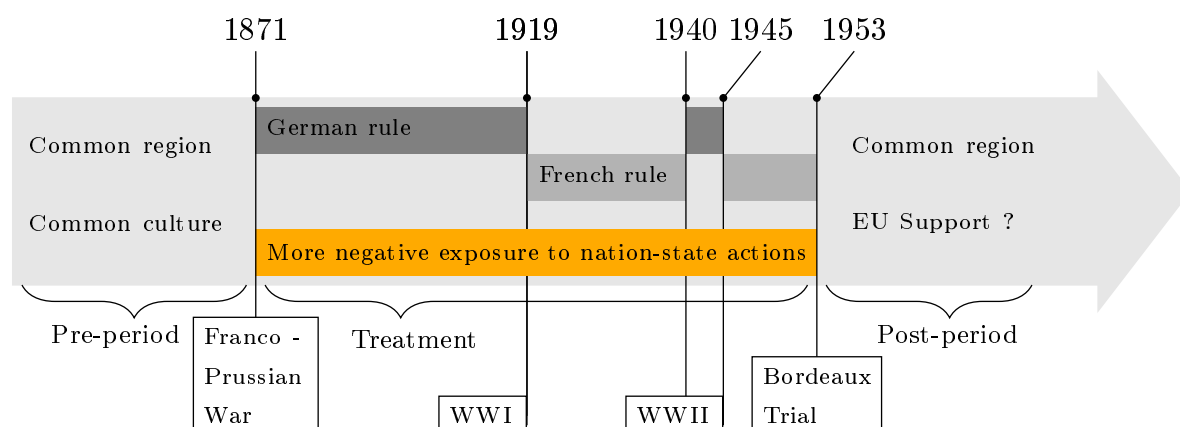 1871
1919
1940
1945
1953
German rule
Common region
Common region
French rule
Common culture
EU Support ?
More negative exposure to nation-state actions
Pre-period
Treatment
Post-period
Franco -
Prussian
War
WWI
WWII
Bordeaux
Trial